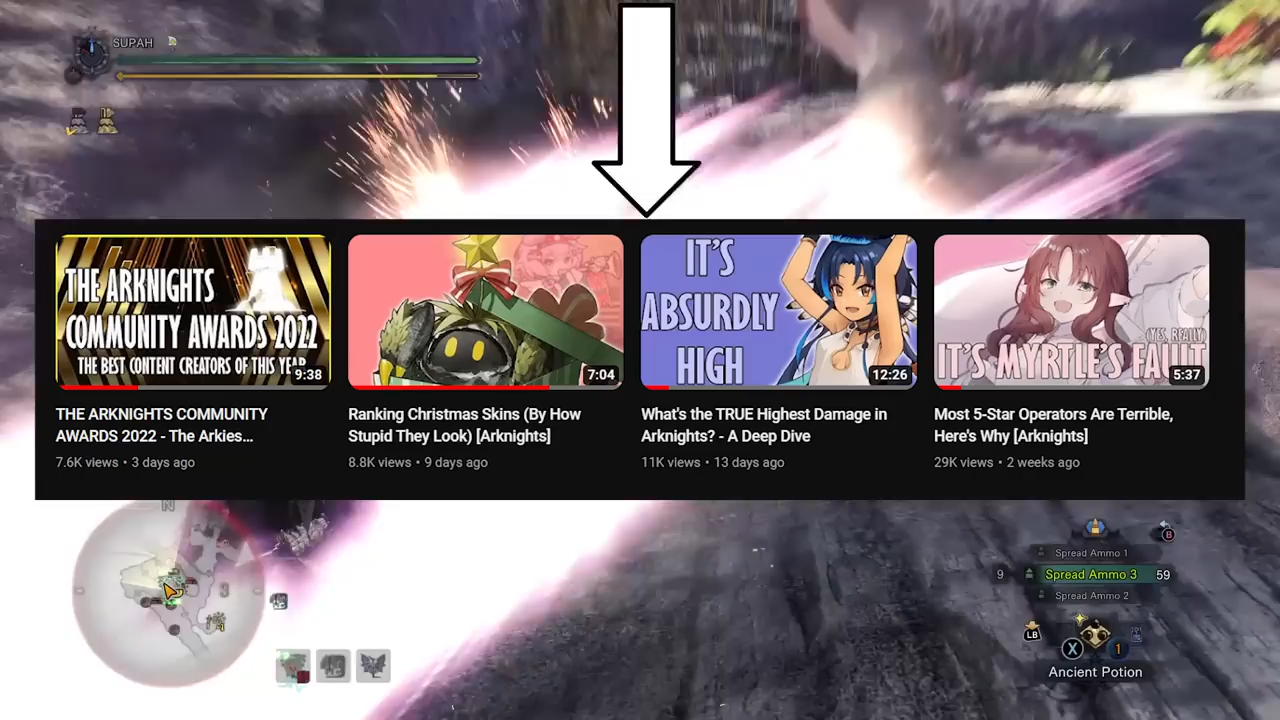 SUPAH
THE ARKNIGHTS
COMMUNITY AWARDS 2022
THE BEST CONTENT CREATORS OF THIS YEAR
9:38
7:04
IT'S
ABSURDLY
HIGH
12:26
(YES, REALLY)
IT'S MYRTLE'S FAULT
5:37
THE ARKNIGHTS COMMUNITY
AWARDS 2022 - The Arkies...
7.6K views • 3 days ago
Ranking Christmas Skins (By How
Stupid They Look) [Arknights]
8.8K views • 9 days ago
What's the TRUE Highest Damage in
Arknights? - A Deep Dive
11K views • 13 days ago
Most 5-Star Operators Are Terrible,
Here's Why [Arknights]
29K views • 2 weeks ago
N
B
Spread Ammo 1
9 Spread Ammo 3 59
Spread Ammo 2
LB
X 1
Ancient Potion